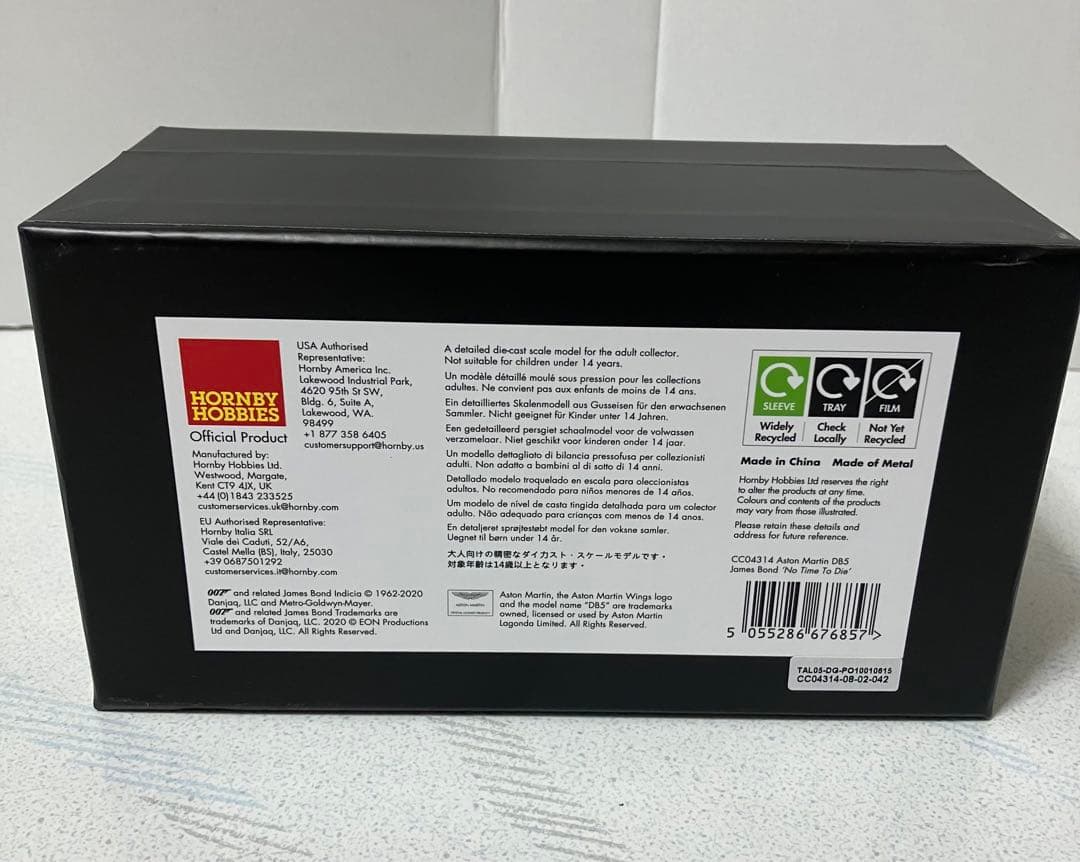 HORNBY
HOBBIES
Official Product
Manufactured by:
Hornby Hobbies Ltd.
Westwood, Margate,
Kent CT9 4JX, UK
+44 (0) 1843 233525
customerservices.uk@hornby.com
EU Authorised Representative:
Hornby Italia SRL
Viale dei Caduti, 52/A6,
Castel Mella (BS), Italy, 25030
+39 0687501292
customerservices.it@hornby.com
USA Authorised
Representative:
Hornby America Inc.
Lakewood Industrial Park,
4620 95th St SW,
Bldg. 6, Suite A,
Lakewood, WA.
98499
+1 877 358 6405
customersupport@hornby.us
007 and related James Bond Indicia © 1962-2020
Danjaq, LLC and Metro-Goldwyn-Mayer.
007 and related James Bond Trademarks are
trademarks of Danjaq, LLC. 2020 © EON Productions
Ltd and Danjaq, LLC. All Rights Reserved.
A detailed die-cast scale model for the adult collector.
Not suitable for children under 14 years.
Un modèle détaillé moulé sous pression pour les collections
adultes. Ne convient pas aux enfants de moins de 14 ans.
Ein detailliertes Skalenmodell aus Gusseisen für den erwachsenen
Sammler. Nicht geeignet für Kinder unter 14 Jahren.
Een gedetailleerd persgiet schaalmodel voor de volwassen
verzamelaar. Niet geschikt voor kinderen onder 14 jaar.
Un modello dettagliato di bilancia pressofusa per collezionisti
adulti. Non adatto a bambini al di sotto di 14 anni.
Detallado modelo troquelado en escala para oleccionistas
adultos. No recomendado para niños menores de 14 años.
Um modelo de nível de casta tingida detalhada para um colector
adulto. Não adequado para crianças com menos de 14 anos.
En detaljeret sprøjtestøbt model for den voksne samler.
Uegnet til børn under 14 år.
大人向けの精密なダイカスト・スケールモデルです・
対象年齢は14歳以上となります・
ASTON MARTIN
Aston Martin, the Aston Martin Wings logo
and the model name "DB5" are trademarks
owned, licensed or used by Aston Martin
Lagonda Limited. All Rights Reserved.
SLEEVE TRAY FILM
Widely Recycled
Check Locally
Not Yet Recycled
Made in China Made of Metal
Hornby Hobbies Ltd reserves the right
to alter the products at any time.
Colours and contents of the products
may vary from those illustrated.
Please retain these details and
address for future reference.
CC04314 Aston Martin DB5
James Bond 'No Time To Die'
5 055286 676857 >
TAL05-DG-PO10010615
CC04314-08-02-042